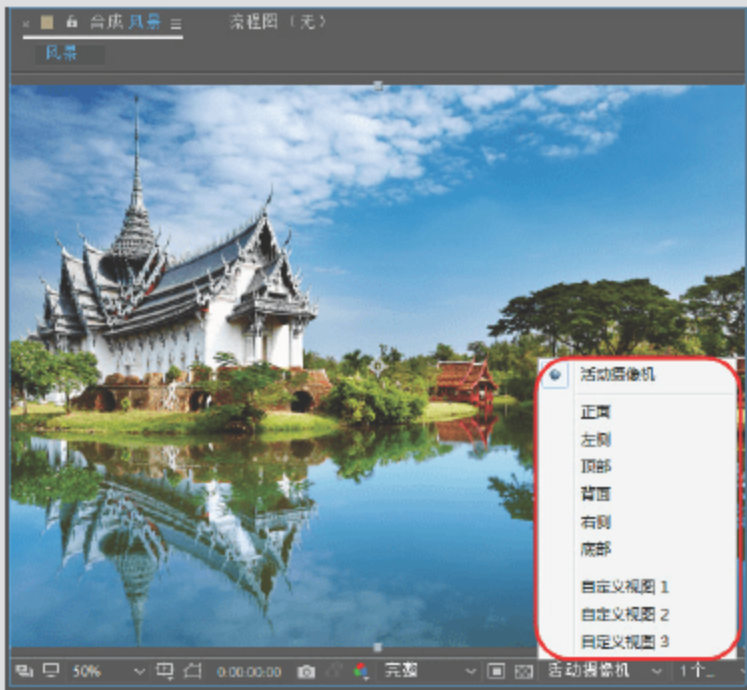 × 合成 风景 ≡ 流程图（无）
风景
活动摄像机
正面
左侧
顶部
背面
右侧
底部
自定义视图 1
自定义视图 2
自定义视图 3
50% 0:00:00:00 完整 活动摄像机 1个_